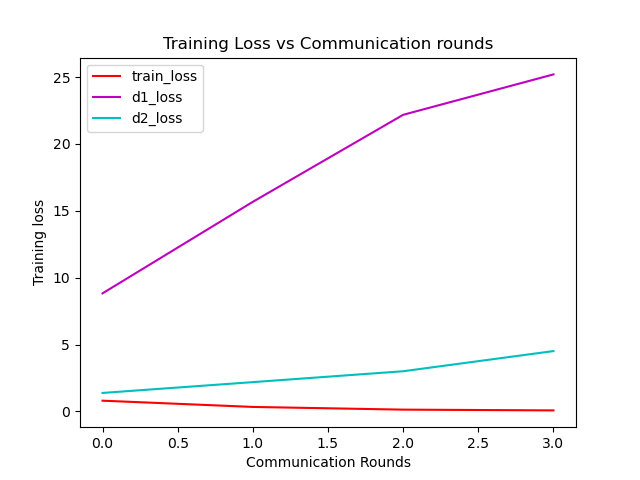 Training Loss vs Communication rounds
train_loss
d1_loss
d2_loss
25
20
15
10
5
0
Training loss
0.0 0.5 1.0 1.5 2.0 2.5 3.0
Communication Rounds